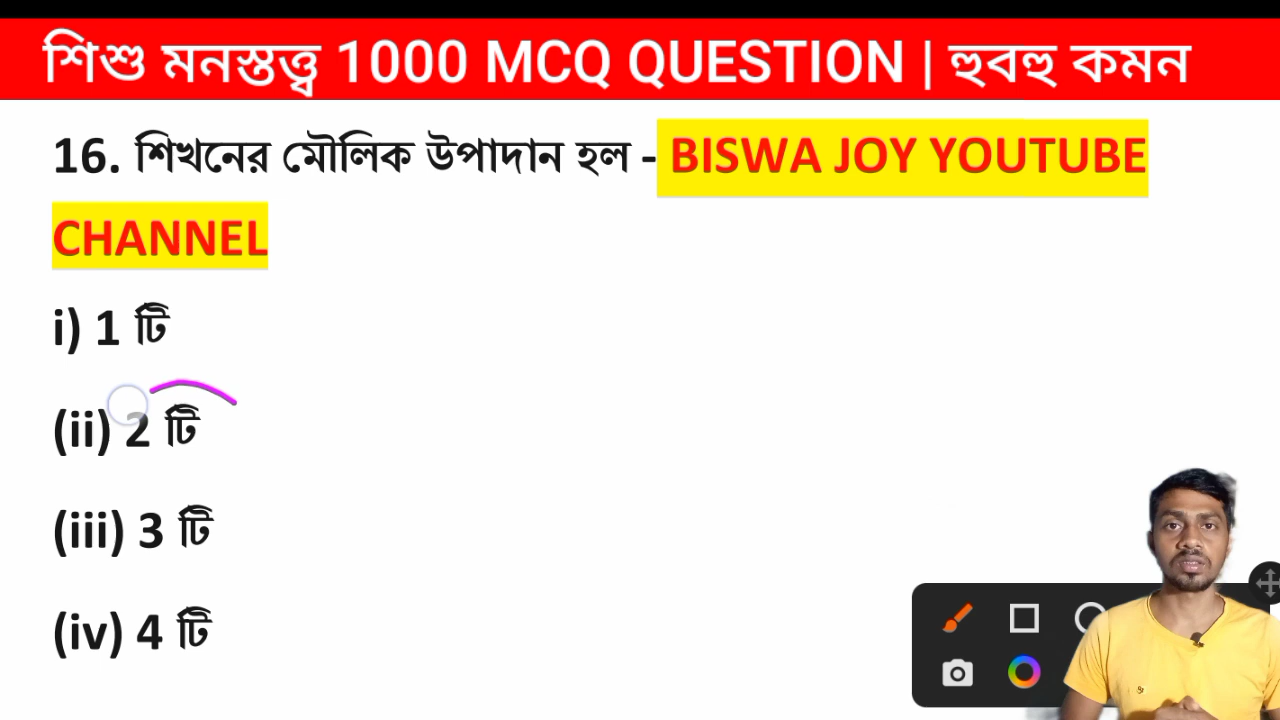 শিশু মনস্তত্ত্ব 1000 MCQ QUESTION | হুবহু কমন
16. শিখনের মৌলিক উপাদান হল - BISWA JOY YOUTUBE
CHANNEL
i) 1 টি
(ii) 2 টি
(iii) 3 টি
(iv) 4 টি